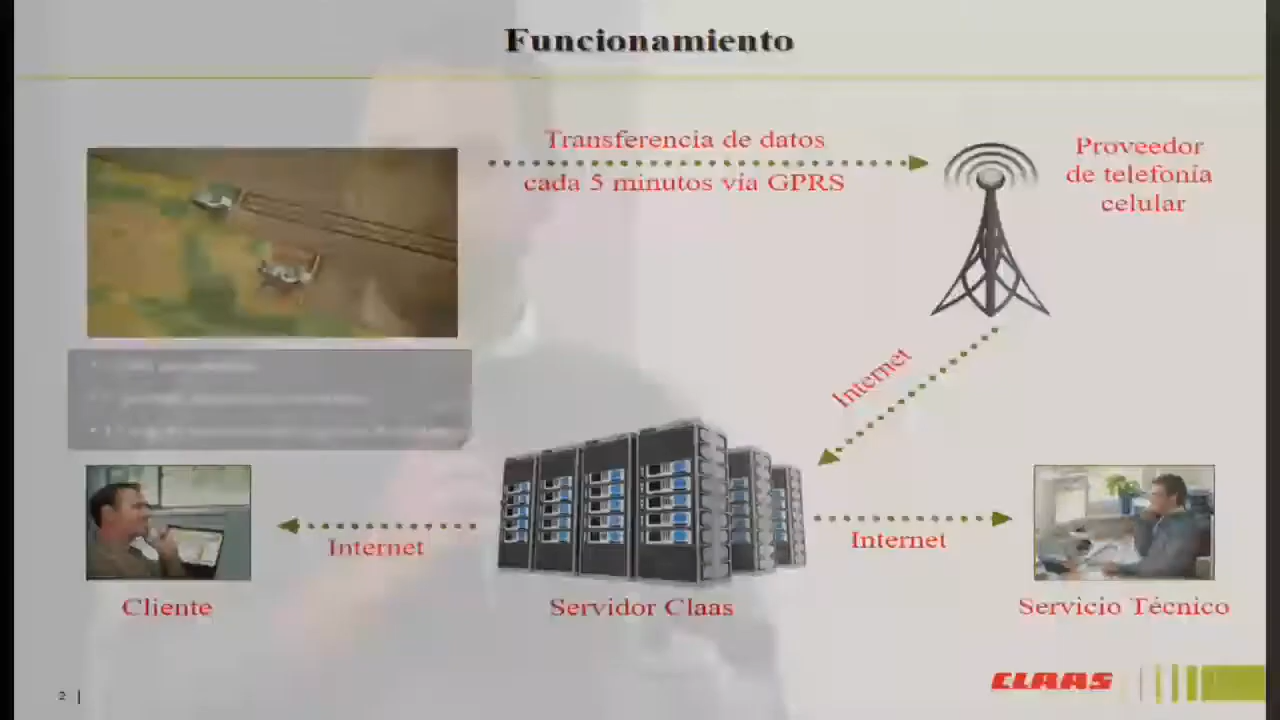 Funcionamiento
Transferencia de datos
cada 5 minutos vía GPRS
Proveedor
de telefonía
celular
Internet
Internet
Internet
Cliente
Servidor Claas
Servicio Técnico
2 |
CLAAS